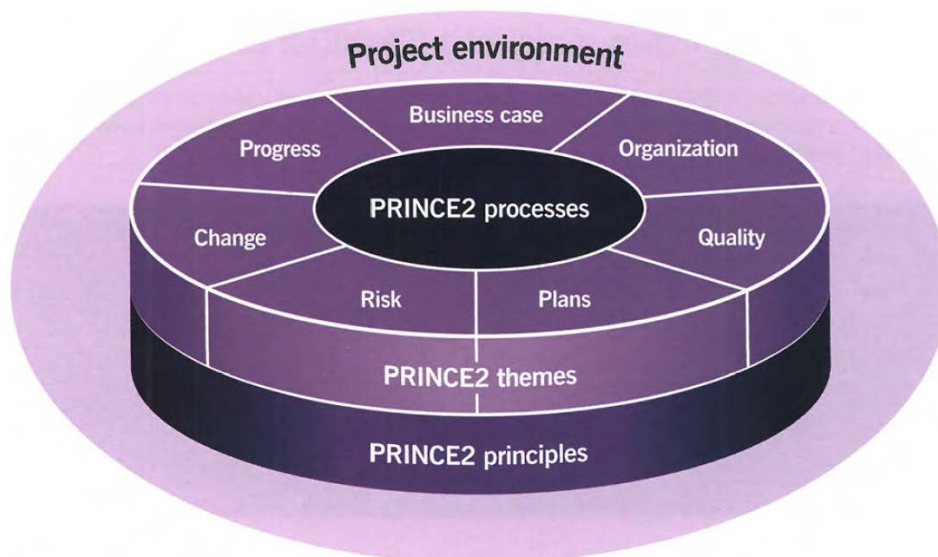 Project environment
Business case
Progress
Organization
PRINCE2 processes
Change
Quality
Risk
Plans
PRINCE2 themes
PRINCE2 principles